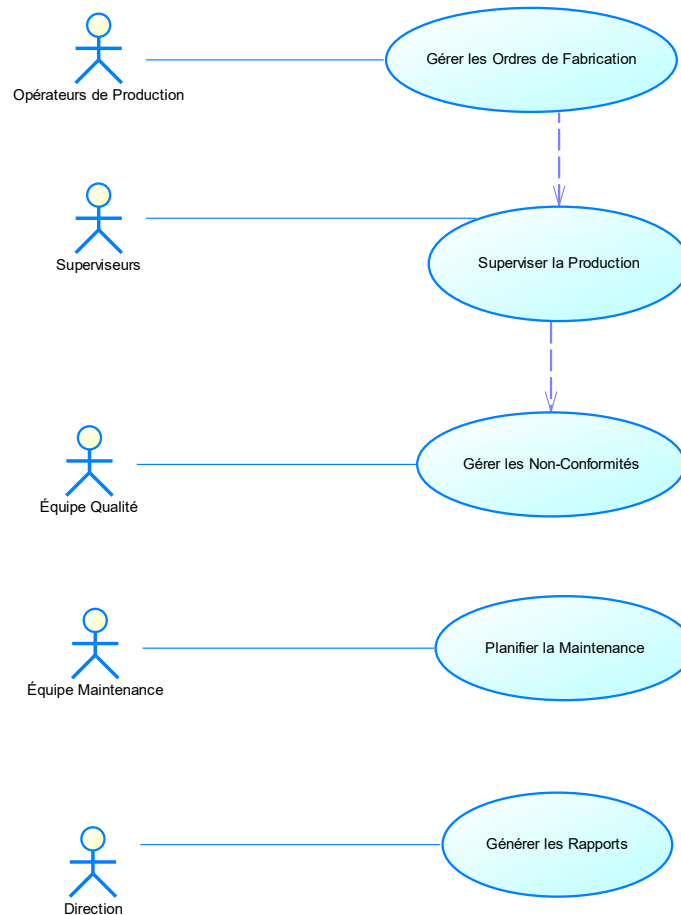 Gérer les Ordres de Fabrication
Opérateurs de Production
Superviseurs
Superviser la Production
Gérer les Non-Conformités
Équipe Qualité
Planifier la Maintenance
Équipe Maintenance
Générer les Rapports
Direction